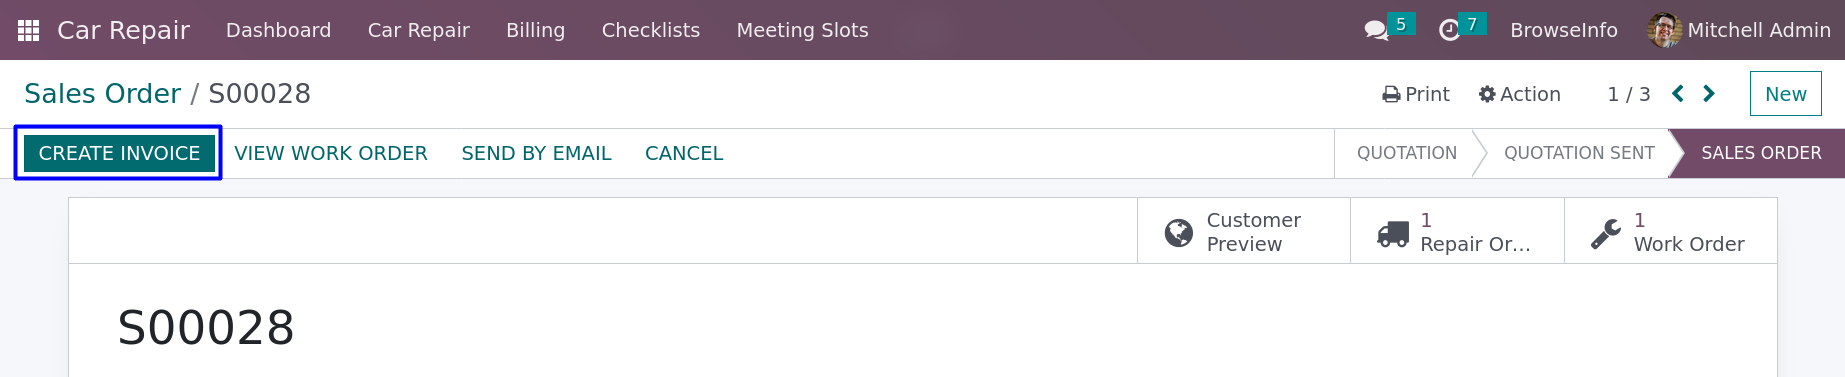 Car Repair Dashboard Car Repair Billing Checklists Meeting Slots 5 7 BrowseInfo Mitchell Admin
Sales Order / S00028 Print Action 1 / 3 New
CREATE INVOICE VIEW WORK ORDER SEND BY EMAIL CANCEL QUOTATION QUOTATION SENT SALES ORDER
Customer
Preview
1
Repair Or...
1
Work Order
S00028